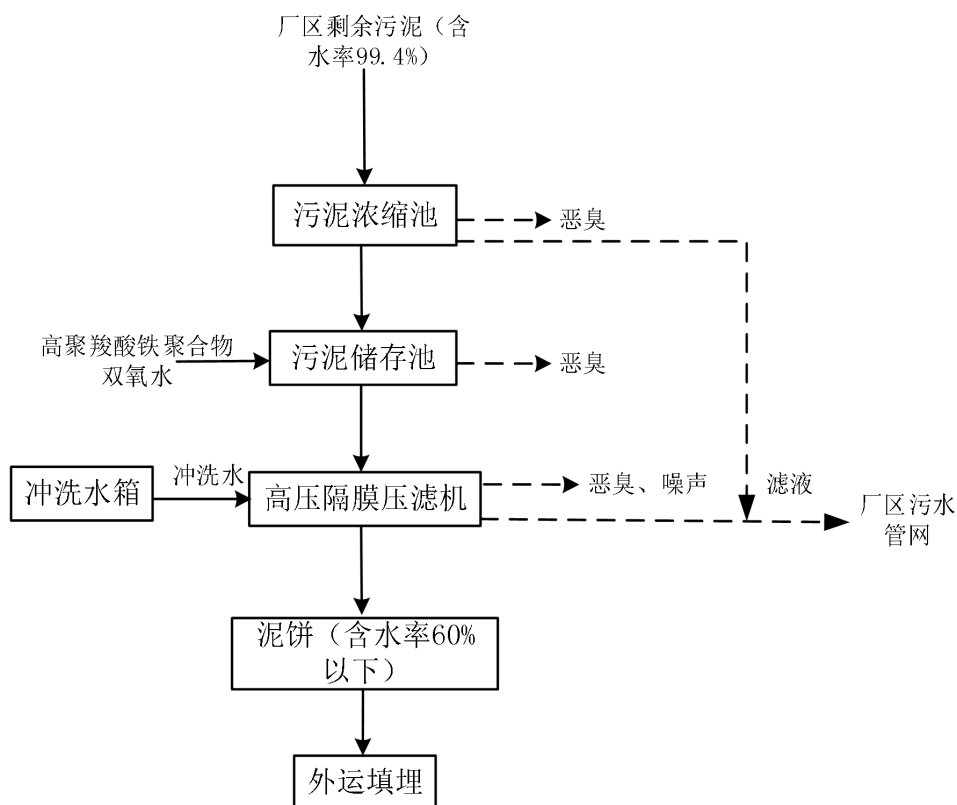 厂区剩余污泥（含
水率99.4%）
污泥浓缩池
恶臭
高聚羧酸铁聚合物
双氧水
污泥储存池
恶臭
冲洗水箱
冲洗水
高压隔膜压滤机
恶臭、噪声
滤液
厂区污水
管网
泥饼（含水率60%
以下）
外运填埋